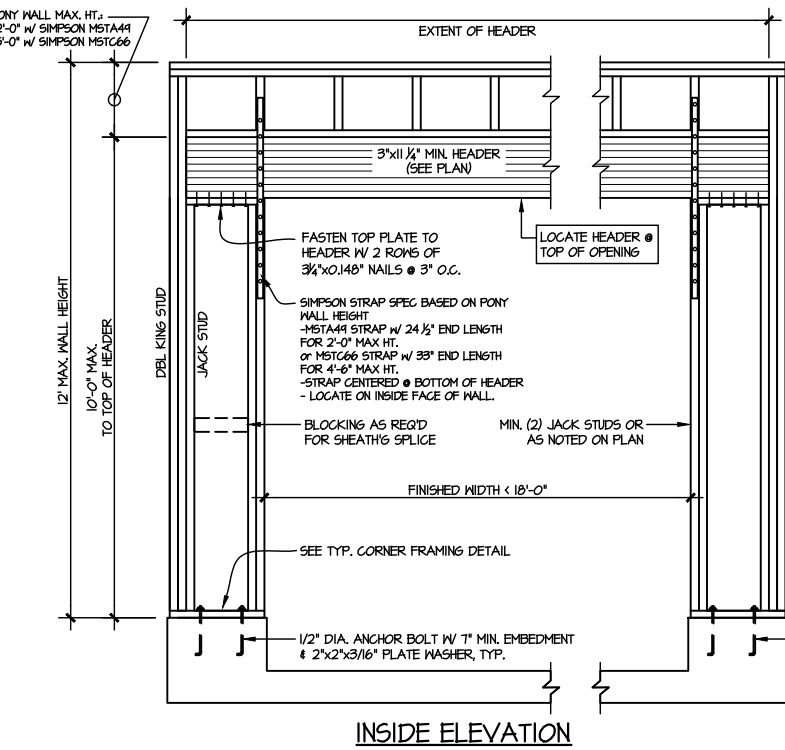 ONY WALL MAX. HT.:
2'-0" W/ SIMPSON MSTA49
'-0" W/ SIMPSON MSTC66
EXTENT OF HEADER
3"x11 1/4" MIN. HEADER
(SEE PLAN)
FASTEN TOP PLATE TO
HEADER W/ 2 ROWS OF
3 1/4"x0.148" NAILS @ 3" O.C.
LOCATE HEADER @
TOP OF OPENING
SIMPSON STRAP SPEC BASED ON PONY
WALL HEIGHT
-MSTA49 STRAP W/ 24 1/2" END LENGTH
FOR 2'-0" MAX HT.
or MSTC66 STRAP W/ 33" END LENGTH
FOR 4'-6" MAX HT.
-STRAP CENTERED @ BOTTOM OF HEADER
- LOCATE ON INSIDE FACE OF WALL.
12' MAX. WALL HEIGHT
10'-0" MAX.
TO TOP OF HEADER
DBL KING STUD
JACK STUD
BLOCKING AS REQ'D
FOR SHEATH'G SPLICE
MIN. (2) JACK STUDS OR
AS NOTED ON PLAN
FINISHED WIDTH < 18'-0"
SEE TYP. CORNER FRAMING DETAIL
1/2" DIA. ANCHOR BOLT W/ 7" MIN. EMBEDMENT
& 2"x2"x3/16" PLATE WASHER, TYP.
INSIDE ELEVATION